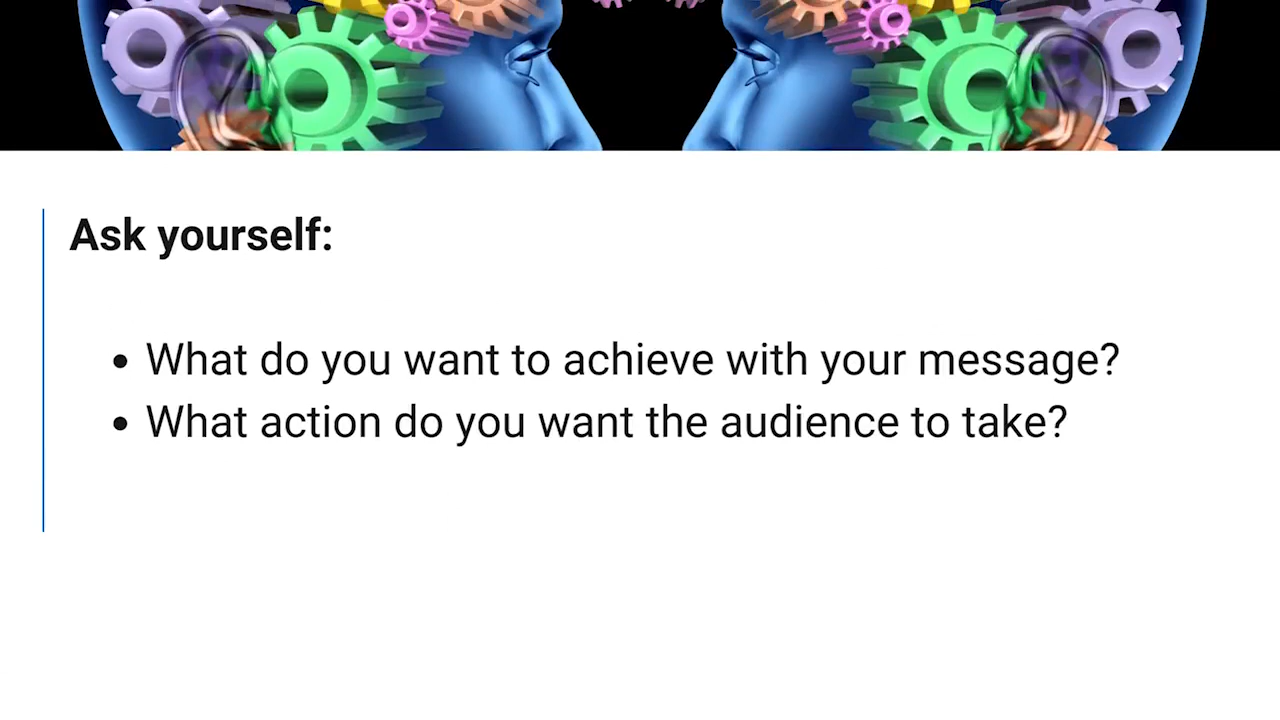 Ask yourself:
• What do you want to achieve with your message?
• What action do you want the audience to take?